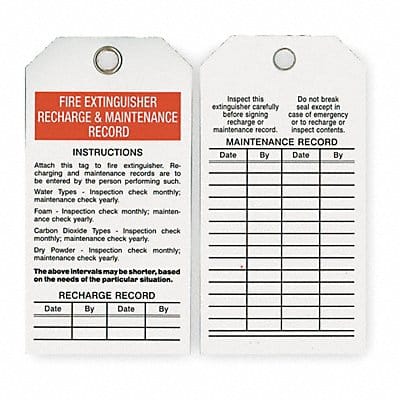 FIRE EXTINGUISHER
RECHARGE & MAINTENANCE
RECORD
INSTRUCTIONS
Attach this tag to fire extinguisher. Re-
charging and maintenance records are to
be entered by the person performing such.
Water Types - Inspection check monthly;
maintenance check yearly.
Foam - Inspection check monthly; mainten-
ance check yearly.
Carbon Dioxide Types - Inspection check
monthly; maintenance check yearly.
Dry Powder - Inspection check monthly;
maintenance check yearly.
The above intervals may be shorter, based
on the needs of the particular situation.
RECHARGE RECORD
Date By Date By
Inspect this
extinguisher carefully
before signing
recharge or
maintenance record.
Do not break
seal except in
case of emergency
or to recharge or
inspect contents.
MAINTENANCE RECORD
Date By Date By